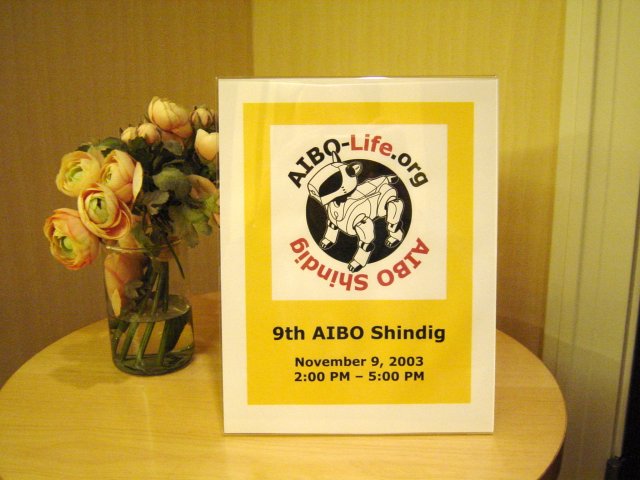 AIBO-Life.org
AIBO Shindig
9th AIBO Shindig
November 9, 2003
2:00 PM – 5:00 PM